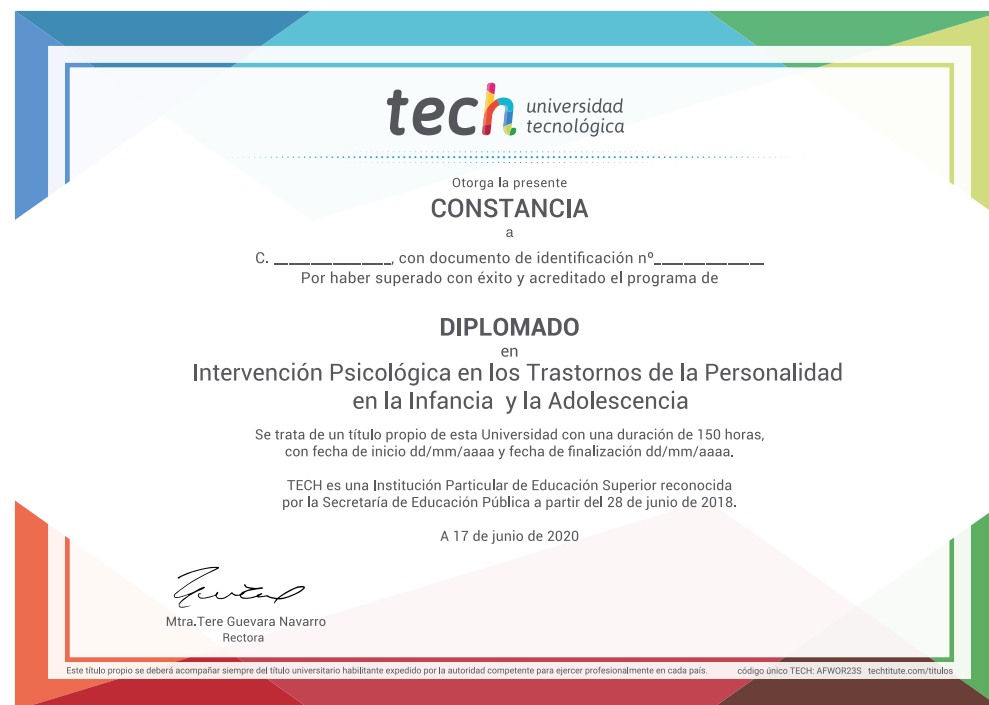 tech universidad
tecnológica
Otorga la presente
CONSTANCIA
a
C. ________________, con documento de identificación nº_______________
Por haber superado con éxito y acreditado el programa de
DIPLOMADO
en
Intervención Psicológica en los Trastornos de la Personalidad
en la Infancia y la Adolescencia
Se trata de un título propio de esta Universidad con una duración de 150 horas,
con fecha de inicio dd/mm/aaaa y fecha de finalización dd/mm/aaaa.
TECH es una Institución Particular de Educación Superior reconocida
por la Secretaría de Educación Pública a partir del 28 de junio de 2018.
A 17 de junio de 2020
Mtra.Tere Guevara Navarro
Rectora
Este título propio se deberá acompañar siempre del título universitario habilitante expedido por la autoridad competente para ejercer profesionalmente en cada país. código único TECH: AFWOR23S techtitute.com/titulos